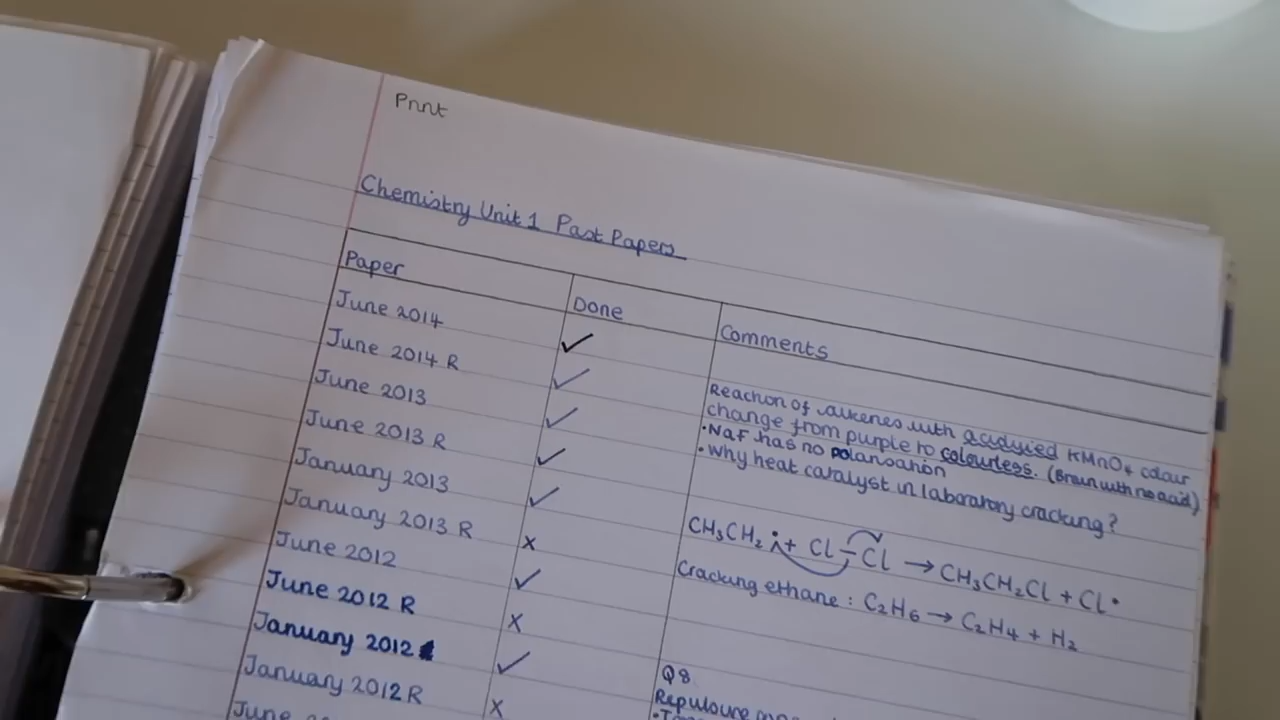 Print
Chemistry Unit 1 Past Papers
Paper Done Comments
June 2014 ✓
June 2014 R ✓
June 2013 ✓
June 2013 R ✓
January 2013 ✓
January 2013 R x
June 2012 ✓
June 2012 R x
January 2012 ✓
January 2012 R x
June
Reaction of alkenes with acidyied KMnO₄ colour
change from purple to colourless. (Brown with no acid)
•NaF has no polarisation
•Why heat catalyst in laboratory cracking?
CH₃CH₂• + Cl–Cl → CH₃CH₂Cl + Cl•
Cracking ethane : C₂H₆ → C₂H₄ + H₂
Q8.